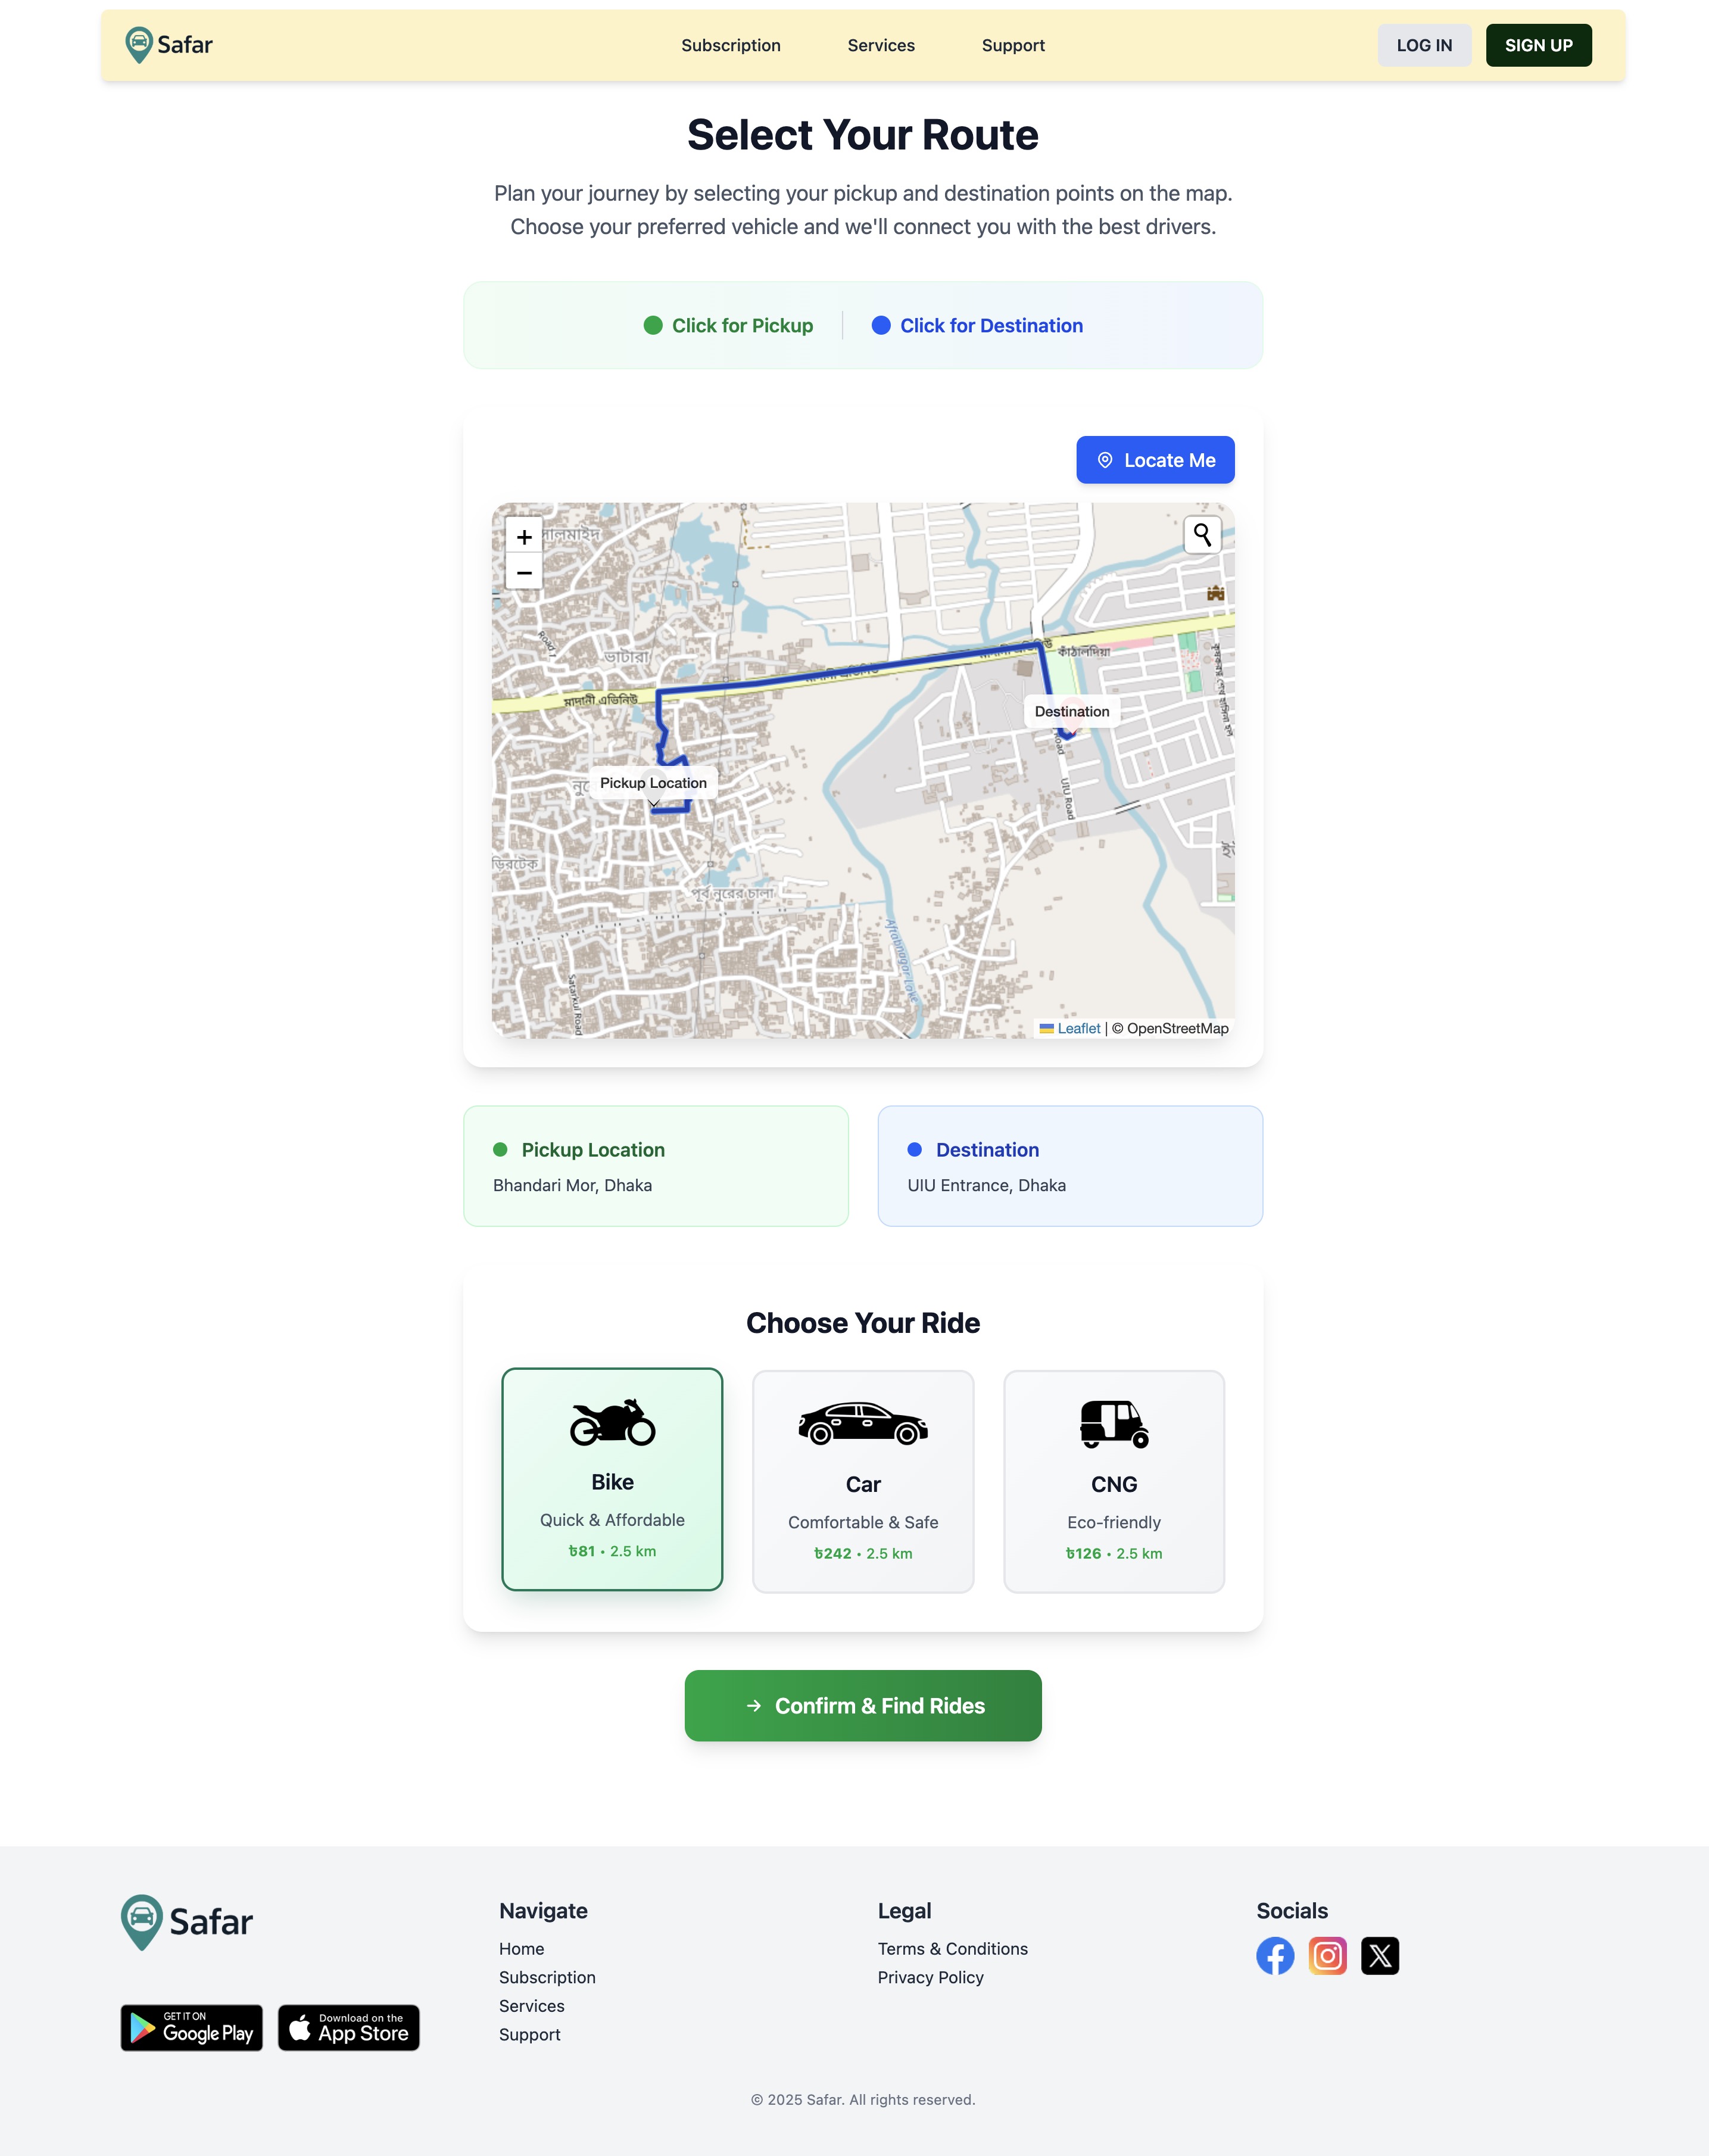 Safar
Subscription
Services
Support
LOG IN
SIGN UP
Select Your Route
Plan your journey by selecting your pickup and destination points on the map.
Choose your preferred vehicle and we'll connect you with the best drivers.
Click for Pickup
Click for Destination
Locate Me
+
−
Road 1
ভাটারা
মাদানী এভিনিউ
কাঁঠালদিয়া
Destination
Road
UIU Road
Pickup Location
পূর্ব নূরের চালা
Aftabnagar Lake
Satarkul Road
Leaflet | © OpenStreetMap
Pickup Location
Bhandari Mor, Dhaka
Destination
UIU Entrance, Dhaka
Choose Your Ride
Bike
Quick & Affordable
৳81 • 2.5 km
Car
Comfortable & Safe
৳242 • 2.5 km
CNG
Eco-friendly
৳126 • 2.5 km
→ Confirm & Find Rides
Safar
GET IT ON
Google Play
Download on the
App Store
Navigate
Home
Subscription
Services
Support
Legal
Terms & Conditions
Privacy Policy
Socials
© 2025 Safar. All rights reserved.